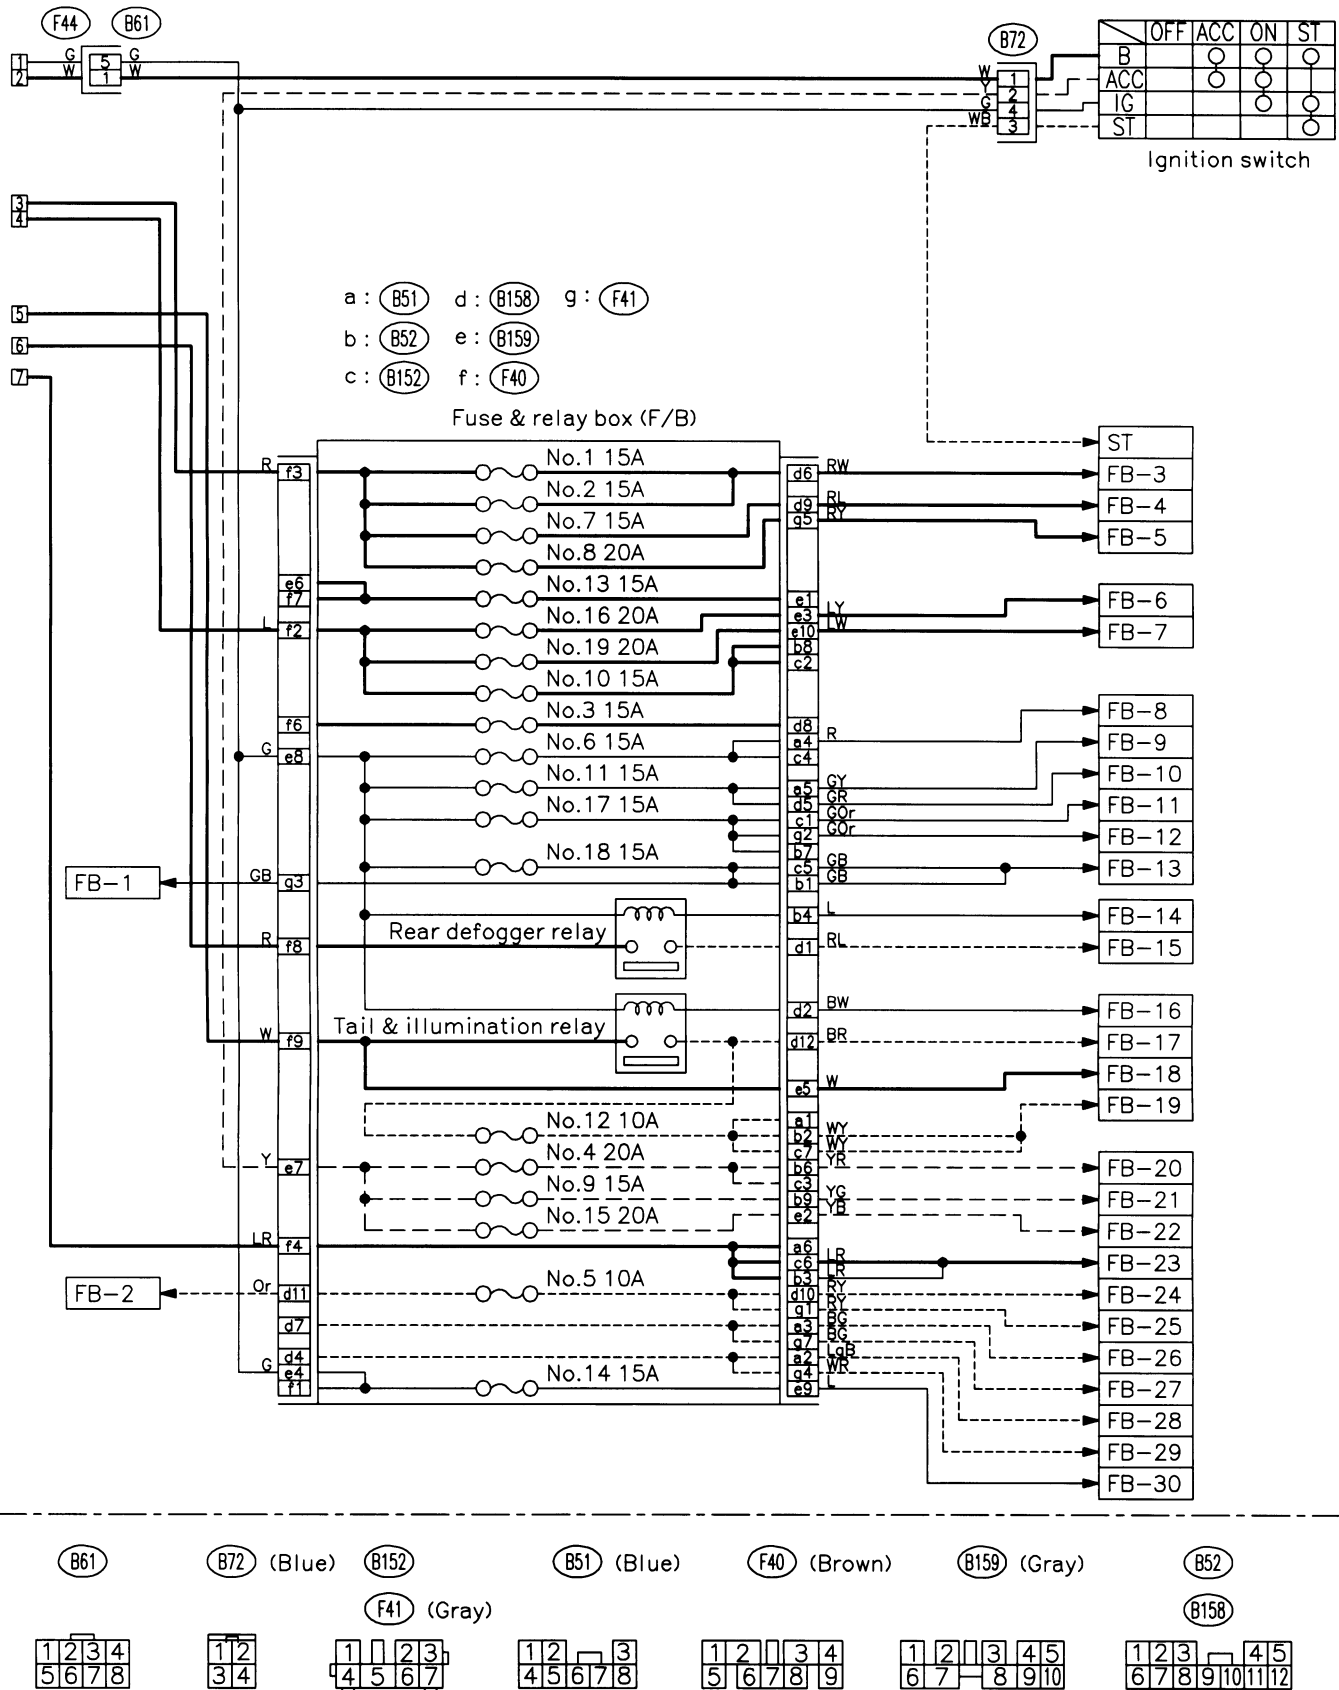 F44 B61 B72
OFF ACC ON ST
B
ACC
IG
ST
Ignition switch
1 G 5 G W 1
2 W 1 W Y 2
G 4
WB 3
3
4
5
6
7
a : B51 d : B158 g : F41
b : B52 e : B159
c : B152 f : F40
Fuse & relay box (F/B)
ST
R f3 No.1 15A d6 RW FB-3
No.2 15A d9 RL FB-4
No.7 15A g5 RY FB-5
No.8 20A
e6 No.13 15A
f7 e1 FB-6
No.16 20A e3 LY
L f2 e10 LW FB-7
No.19 20A b8
c2
No.10 15A
No.3 15A FB-8
f6 d8
No.6 15A a4 R FB-9
G e8 c4
No.11 15A FB-10
a5 GY
No.17 15A d5 GR FB-11
c1 GOr
g2 GOr FB-12
No.18 15A b7
c5 GB FB-13
FB-1 GB g3 b1 GB
b4 L FB-14
Rear defogger relay
R f8 d1 RL FB-15
d2 BW FB-16
Tail & illumination relay
W f9 d12 BR FB-17
FB-18
e5 W
FB-19
No.12 10A a1
b2 WY
No.4 20A c7 WY
Y e7 b6 YR FB-20
No.9 15A c3
b9 YG FB-21
No.15 20A e2 YB
FB-22
LR f4 a6
c6 LR FB-23
No.5 10A b3 LR
FB-2 Or d11 d10 RY FB-24
g1 RY
d7 a3 BG FB-25
g7 BG
d4 a2 LgB FB-26
G e4 No.14 15A g4 WR
f1 e9 L FB-27
FB-28
FB-29
FB-30
B61 B72 (Blue) B152 B51 (Blue) F40 (Brown) B159 (Gray) B52
F41 (Gray) B158
1 2 3 4 1 2 1 2 3 1 2 3 1 2 3 4 1 2 3 4 5 1 2 3 4 5
5 6 7 8 3 4 4 5 6 7 4 5 6 7 8 5 6 7 8 9 6 7 8 9 10 6 7 8 9 10 11 12